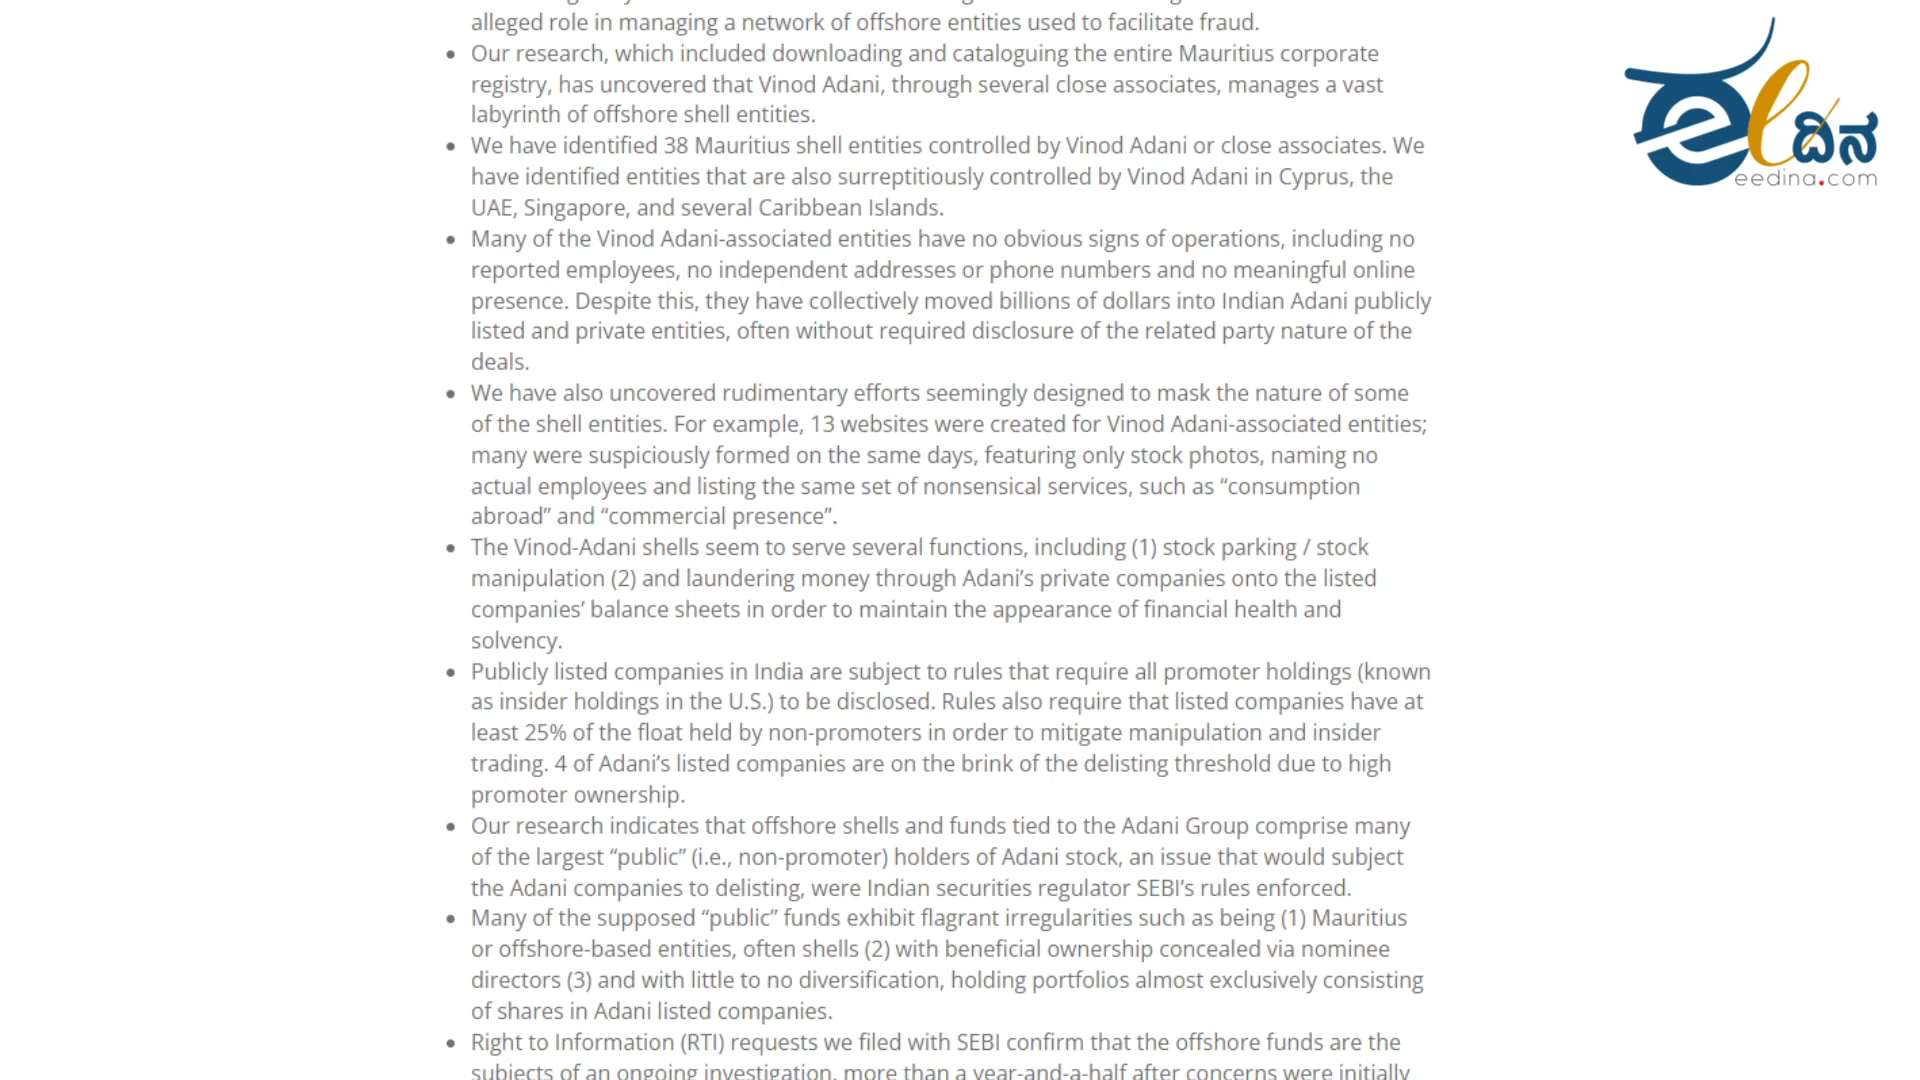 alleged role in managing a network of offshore entities used to facilitate fraud.
Our research, which included downloading and cataloguing the entire Mauritius corporate
registry, has uncovered that Vinod Adani, through several close associates, manages a vast
labyrinth of offshore shell entities.
We have identified 38 Mauritius shell entities controlled by Vinod Adani or close associates. We
have identified entities that are also surreptitiously controlled by Vinod Adani in Cyprus, the
UAE, Singapore, and several Caribbean Islands.
Many of the Vinod Adani-associated entities have no obvious signs of operations, including no
reported employees, no independent addresses or phone numbers and no meaningful online
presence. Despite this, they have collectively moved billions of dollars into Indian Adani publicly
listed and private entities, often without required disclosure of the related party nature of the
deals.
We have also uncovered rudimentary efforts seemingly designed to mask the nature of some
of the shell entities. For example, 13 websites were created for Vinod Adani-associated entities;
many were suspiciously formed on the same days, featuring only stock photos, naming no
actual employees and listing the same set of nonsensical services, such as “consumption
abroad” and “commercial presence”.
The Vinod-Adani shells seem to serve several functions, including (1) stock parking / stock
manipulation (2) and laundering money through Adani’s private companies onto the listed
companies’ balance sheets in order to maintain the appearance of financial health and
solvency.
Publicly listed companies in India are subject to rules that require all promoter holdings (known
as insider holdings in the U.S.) to be disclosed. Rules also require that listed companies have at
least 25% of the float held by non-promoters in order to mitigate manipulation and insider
trading. 4 of Adani’s listed companies are on the brink of the delisting threshold due to high
promoter ownership.
Our research indicates that offshore shells and funds tied to the Adani Group comprise many
of the largest “public” (i.e., non-promoter) holders of Adani stock, an issue that would subject
the Adani companies to delisting, were Indian securities regulator SEBI’s rules enforced.
Many of the supposed “public” funds exhibit flagrant irregularities such as being (1) Mauritius
or offshore-based entities, often shells (2) with beneficial ownership concealed via nominee
directors (3) and with little to no diversification, holding portfolios almost exclusively consisting
of shares in Adani listed companies.
Right to Information (RTI) requests we filed with SEBI confirm that the offshore funds are the
subjects of an ongoing investigation, more than a year-and-a-half after concerns were initially
ದಿನ
eedina.com